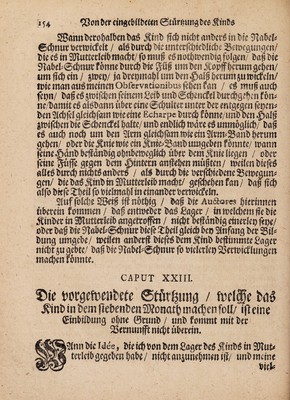 154 Von der eingebildeten Stürtzung des Kinds
Wann derohalben das Kind sich nicht anders in die Nabel-
Schnur verwickelt / als durch die unterschiedliche Bewegungen /
die es in Mutterleib macht / so muß es nothwendig folgen / daß die
Nabel-Schnur könne durch die Füß um den Kopff herum gehen /
um sich ein / zwey / ja dreymahl um den Halß herum zu wickeln /
wie man aus meinen Observationibus sehen kan / es muß auch
seyn / daß es zwischen seinem Leib und Schenckel durchgehen kön-
ne / damit es alsdann über eine Schulter unter der entgegen seyen-
den Achsel gleichsam wie eine Echarpe durch könne um den Halß
zwischen die Schenckel halte / und endlich wäre es unmöglich / daß
es auch noch um den Arm gleichsam wie ein Arm-Band herum
gehen / oder die Knie wie ein Knie-Band umgeben könnte / wann
seine Händ beständig ohnbeweglich über dem Knie liegen / oder
seine Füß gegen dem Hintern ansehen müßten / weilen dieses
alles durch nichts anders / als durch die verschiedene Bewegun-
gen / die das Kind in Mutterleib macht / geschehen kan / daß sich
also diese Theil so vielmahl in einander verwickeln.
Auf solche Weiß ist nöthig / daß die Auctores hierinnen
überein kommen / daß entweder das Lager / in welchem sie die
Kinder in Mutterleib angetroffen / nicht beständig einerley seye /
oder daß die Nabel-Schnur diese Theil gleich bey Anfang der Bil-
dung umgebe / weilen anderst dieses dem Kind bestimmte Lager
nicht zu gebt / daß die Nabel-Schnur so vielerley Verwicklungen
machen könnte.
CAPUT XXIII.
Die vorgewendete Stürtzung / welche das
Kind in dem siebenden Monath machen soll / ist eine
Einbildung ohne Grund / und kommt mit der
Vernunfft nicht überein.
WAnn die Idée, die ich von dem Lager des Kinds in Mut-
terleib gegeben habe / nicht anzunehmen ist / und meine
viel-